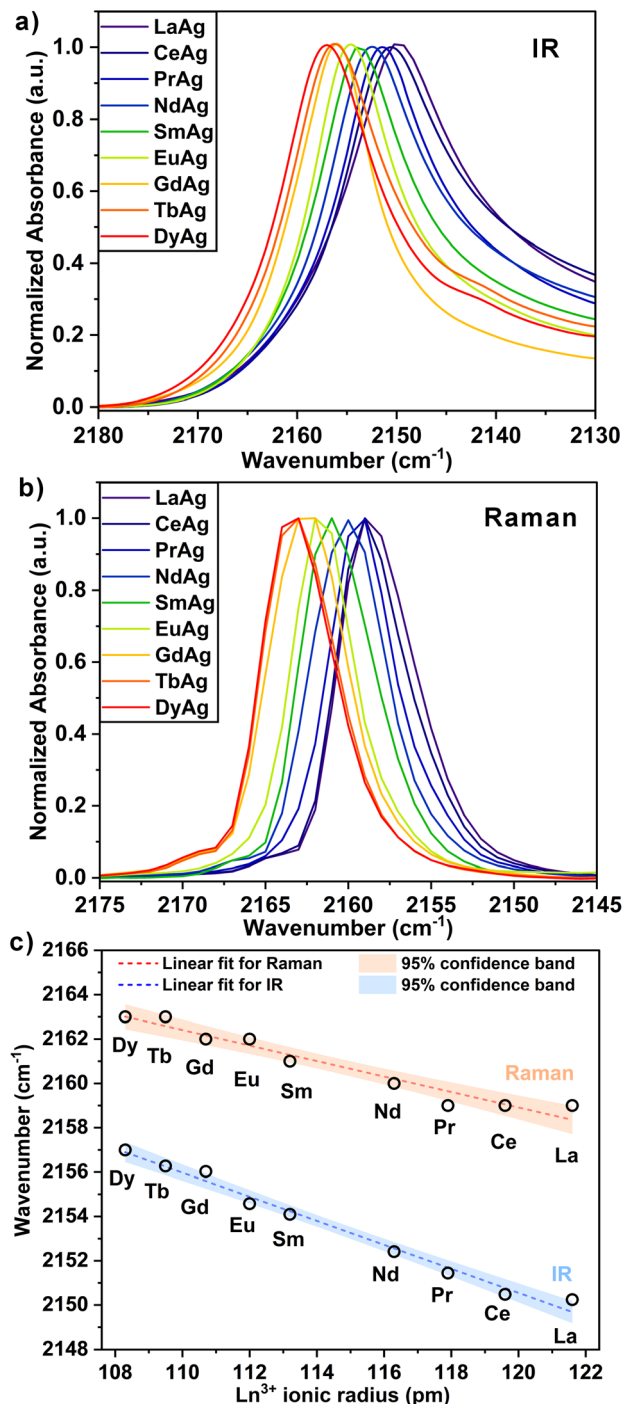 a)
IR
LaAg
CeAg
PrAg
NdAg
SmAg
EuAg
GdAg
TbAg
DyAg
Normalized Absorbance (a.u.)
1.0
0.8
0.6
0.4
0.2
0.0
2180 2170 2160 2150 2140 2130
Wavenumber (cm⁻¹)
b)
Raman
LaAg
CeAg
PrAg
NdAg
SmAg
EuAg
GdAg
TbAg
DyAg
Normalized Absorbance (a.u.)
1.0
0.8
0.6
0.4
0.2
0.0
2175 2170 2165 2160 2155 2150 2145
Wavenumber (cm⁻¹)
c)
Linear fit for Raman 95% confidence band
Linear fit for IR 95% confidence band
Wavenumber (cm⁻¹)
2166
2164
2162
2160
2158
2156
2154
2152
2150
2148
Dy Tb Gd Eu Sm Nd Pr Ce La
Raman
Dy Tb Gd Eu Sm Nd Pr Ce La
IR
108 110 112 114 116 118 120 122
Ln³⁺ ionic radius (pm)